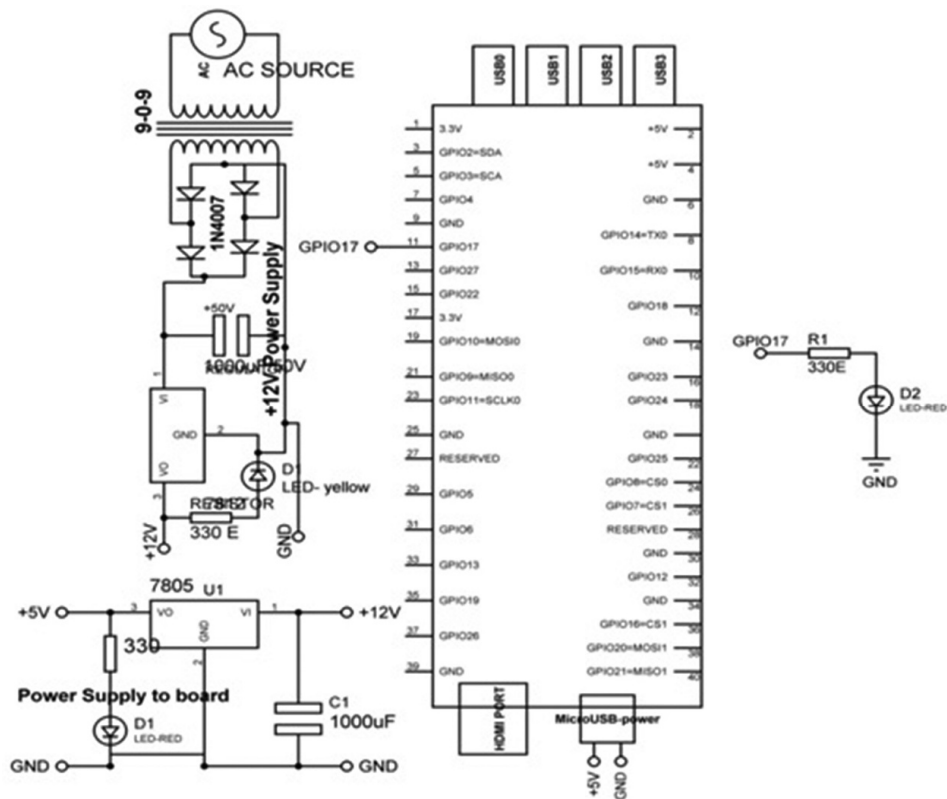 AC
AC SOURCE
9-0-9
1N4007
+12V Power Supply
+50V
1000uF/50V
1
VI
GND
2
VO
3
D1
LED- yellow
RESISTOR
7812
330 E
+12V
GND
7805
U1
+5V
3
VO
VI
1
+12V
GND
2
330
Power Supply to board
D1
LED-RED
C1
1000uF
GND
GND
USB0
USB1
USB2
USB3
1
3.3V
3
GPIO2=SDA
5
GPIO3=SCA
7
GPIO4
9
GND
GPIO17
11
GPIO17
13
GPIO27
15
GPIO22
17
3.3V
19
GPIO10=MOSI0
21
GPIO9=MISO0
23
GPIO11=SCLK0
25
GND
27
RESERVED
29
GPIO5
31
GPIO6
33
GPIO13
35
GPIO19
37
GPIO26
39
GND
+5V
2
+5V
4
GND
6
GPIO14=TX0
8
GPIO15=RX0
10
GPIO18
12
GND
14
GPIO23
16
GPIO24
18
GND
GPIO25
22
GPIO8=CS0
24
GPIO7=CS1
26
RESERVED
28
GND
30
GPIO12
32
GND
34
GPIO16=CS1
36
GPIO20=MOSI1
38
GPIO21=MISO1
40
HDMI PORT
MicroUSB-power
+5V
GND
GPIO17
R1
330E
D2
LED-RED
GND